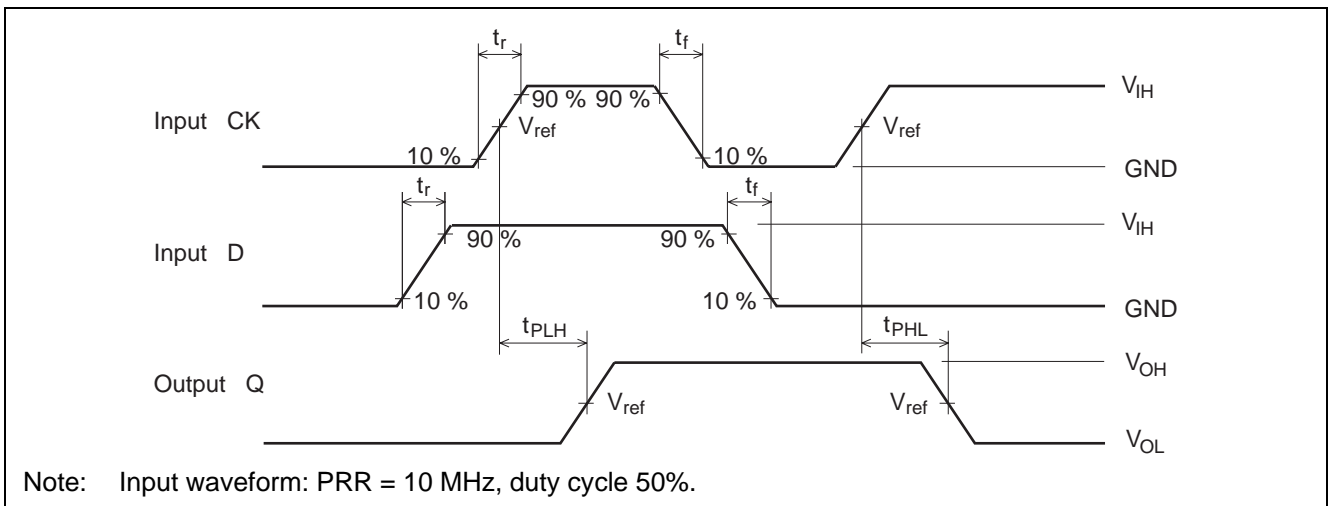 tr tf
Input CK 90 % 90 % VIH
Vref Vref
10 % 10 % GND
tr tf
Input D 90 % 90 % VIH
10 % 10 % GND
tPLH tPHL
Output Q VOH
Vref Vref
VOL
Note: Input waveform: PRR = 10 MHz, duty cycle 50%.